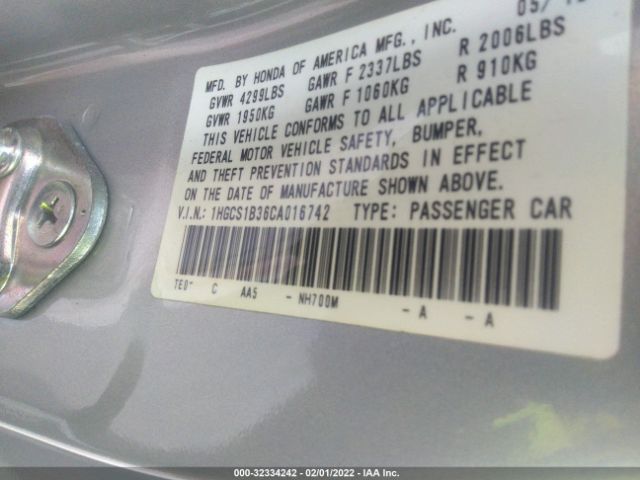 MFD. BY HONDA OF AMERICA MFG., INC. 05/
GVWR 4299LBS GAWR F 2337LBS R 2006LBS
GVWR 1950KG GAWR F 1060KG R 910KG
THIS VEHICLE CONFORMS TO ALL APPLICABLE
FEDERAL MOTOR VEHICLE SAFETY, BUMPER,
AND THEFT PREVENTION STANDARDS IN EFFECT
ON THE DATE OF MANUFACTURE SHOWN ABOVE.
V.I.N.: 1HGCS1B36CA016742 TYPE: PASSENGER CAR
C AA5 - NH700M - A - A
000-32334242 - 02/01/2022 - IAA Inc.